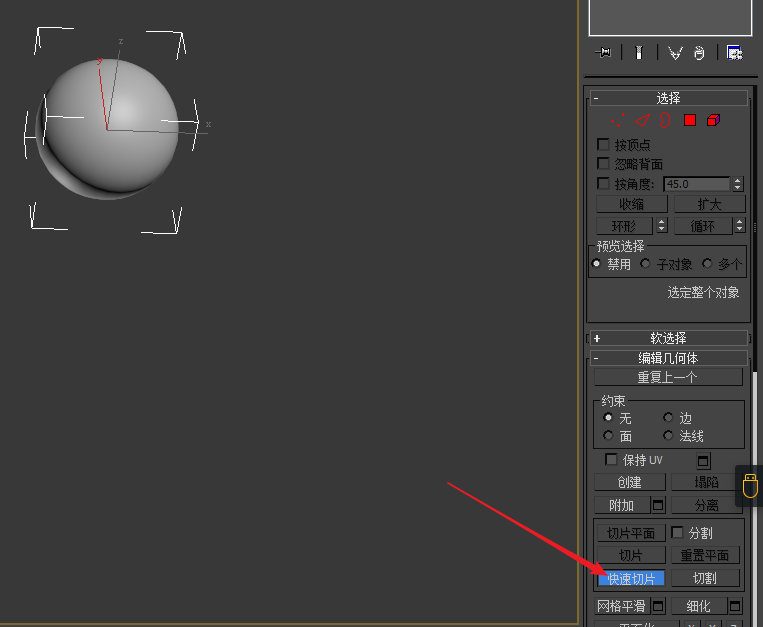 z
y
x
- 选择
按顶点
忽略背面
按角度: 45.0
收缩 扩大
环形 循环
预览选择
禁用 子对象 多个
选定整个对象
+ 软选择
- 编辑几何体
重复上一个
约束
无 边
面 法线
保持 UV
创建 塌陷
附加 分离
切片平面 分割
切片 重置平面
快速切片 切割
网格平滑 细化
平面化 X Y Z